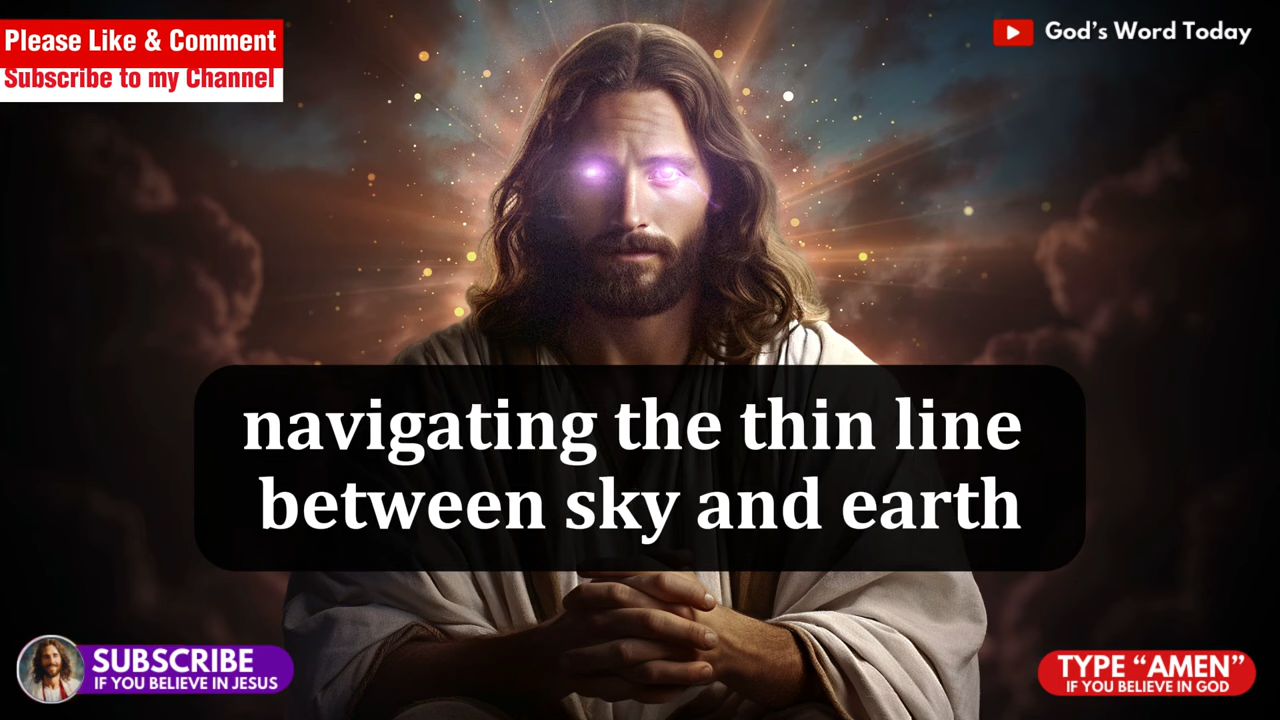 Please Like & Comment
Subscribe to my Channel
God's Word Today
navigating the thin line
between sky and earth
SUBSCRIBE
IF YOU BELIEVE IN JESUS
TYPE “AMEN”
IF YOU BELIEVE IN GOD